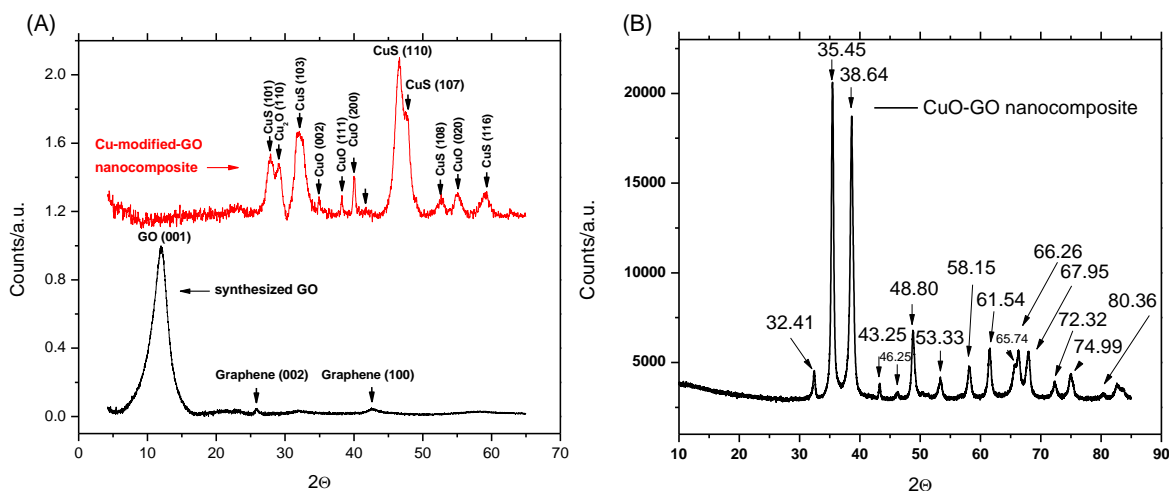 (A)
CuS (101)
Cu2O (110)
CuS (103)
CuO (002)
CuO (111)
CuO (200)
CuS (110)
CuS (107)
CuS (108)
CuO (020)
CuS (116)
Cu-modified-GO
nanocomposite
GO (001)
synthesized GO
Graphene (002)
Graphene (100)
Counts/a.u.
2.0
1.6
1.2
0.8
0.4
0.0
0
10
20
30
40
50
60
70
2Θ
(B)
35.45
38.64
CuO-GO nanocomposite
32.41
43.25
46.25
48.80
53.33
58.15
61.54
65.74
66.26
67.95
72.32
74.99
80.36
Counts/a.u.
20000
15000
10000
5000
10
20
30
40
50
60
70
80
90
2Θ